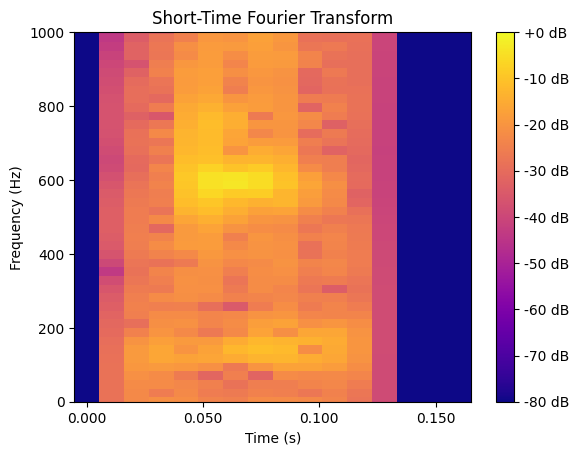 Short-Time Fourier Transform
1000
800
600
400
200
0
Frequency (Hz)
0.000
0.050
0.100
0.150
Time (s)
+0 dB
-10 dB
-20 dB
-30 dB
-40 dB
-50 dB
-60 dB
-70 dB
-80 dB